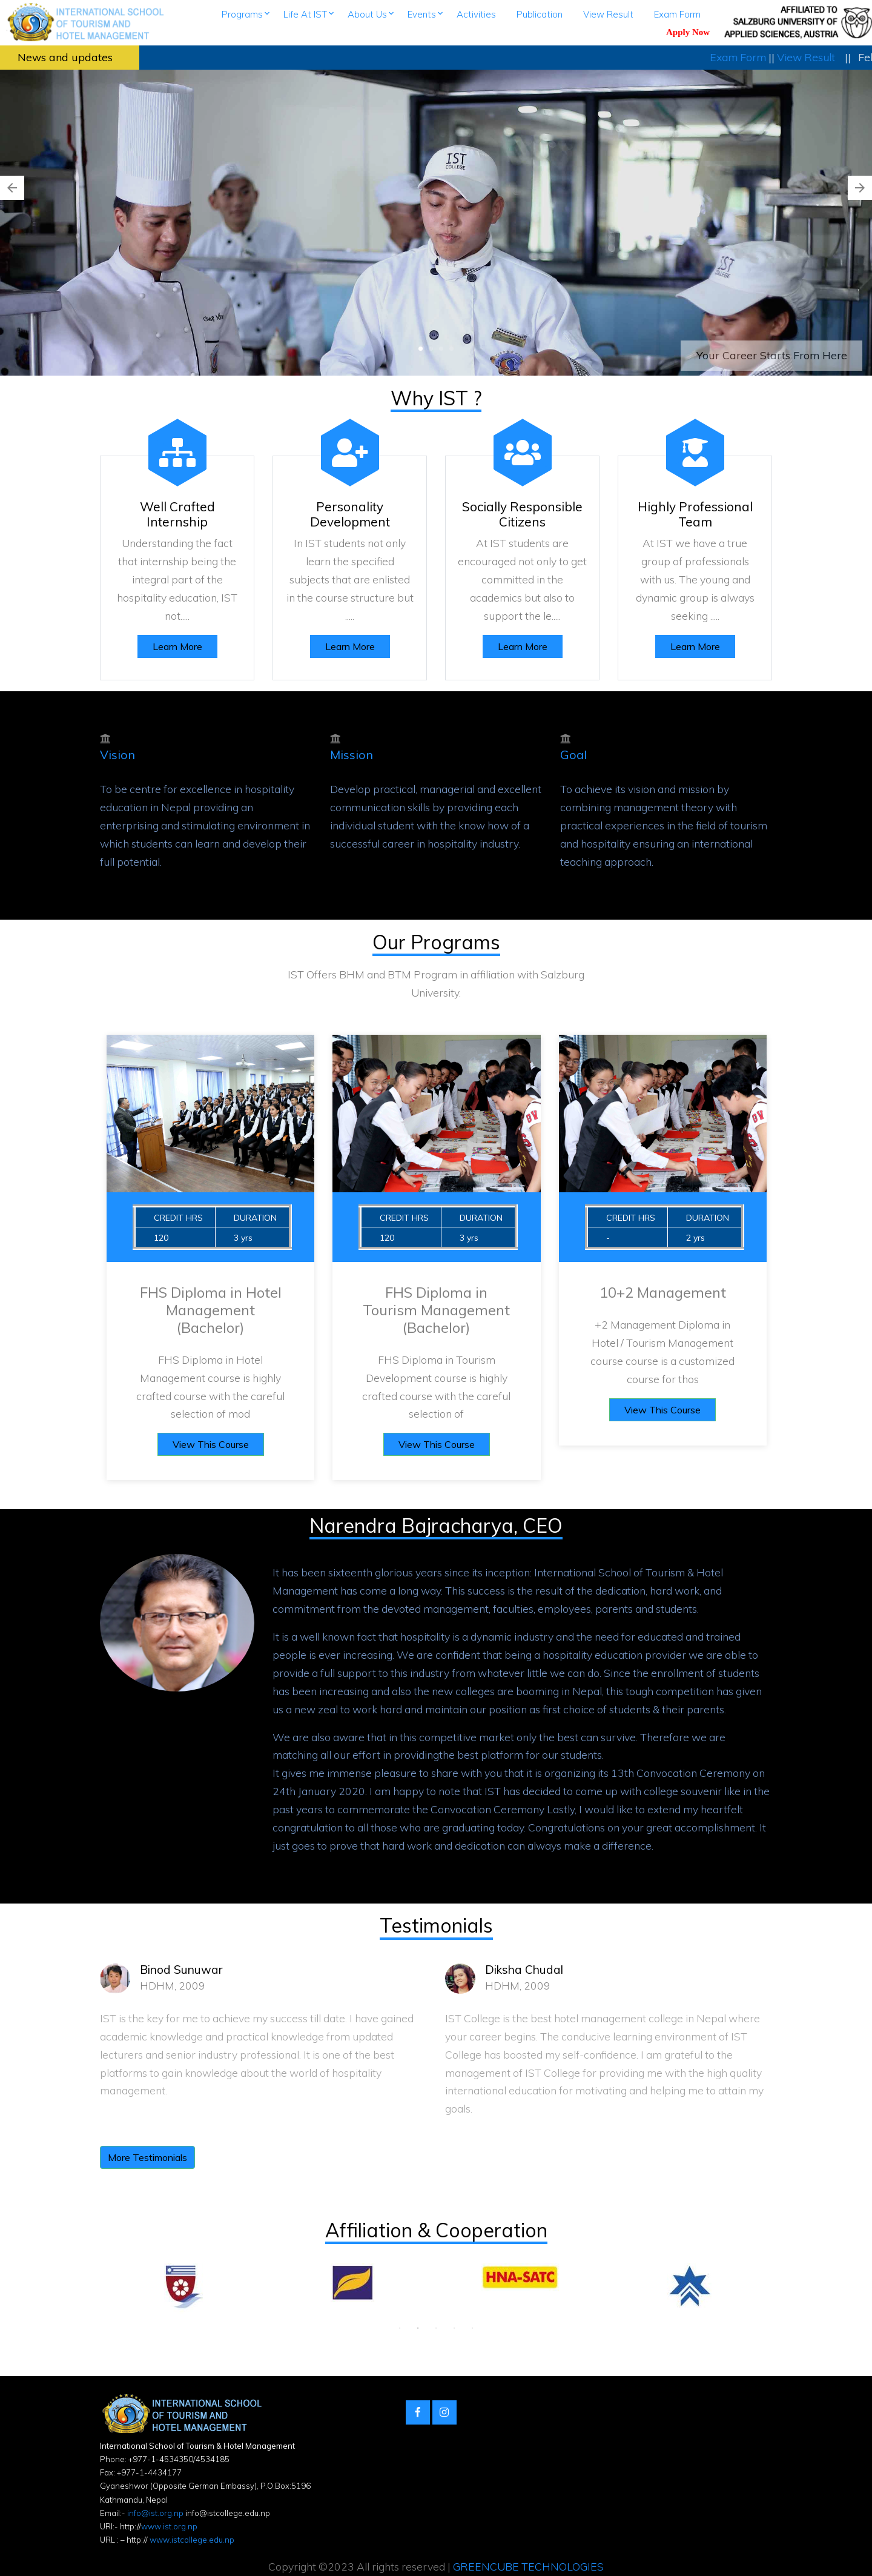 INTERNATIONAL SCHOOL
OF TOURISM AND
HOTEL MANAGEMENT
Programs Life At IST About Us Events Activities Publication View Result Exam Form
Apply Now
AFFILIATED TO
SALZBURG UNIVERSITY OF
APPLIED SCIENCES, AUSTRIA
News and updates
Exam Form || View Result || Fe
IST
COLLEGE
IST
COLLEGE
Your Career Starts From Here
Why IST ?
Well Crafted
Internship
Understanding the fact
that internship being the
integral part of the
hospitality education, IST
not....
Learn More
Personality
Development
In IST students not only
learn the specified
subjects that are enlisted
in the course structure but
....
Learn More
Socially Responsible
Citizens
At IST students are
encouraged not only to get
committed in the
academics but also to
support the le....
Learn More
Highly Professional
Team
At IST we have a true
group of professionals
with us. The young and
dynamic group is always
seeking ....
Learn More
Vision
To be centre for excellence in hospitality
education in Nepal providing an
enterprising and stimulating environment in
which students can learn and develop their
full potential.
Mission
Develop practical, managerial and excellent
communication skills by providing each
individual student with the know how of a
successful career in hospitality industry.
Goal
To achieve its vision and mission by
combining management theory with
practical experiences in the field of tourism
and hospitality ensuring an international
teaching approach.
Our Programs
IST Offers BHM and BTM Program in affiliation with Salzburg
University.
CREDIT HRS DURATION
120 3 yrs
FHS Diploma in Hotel
Management
(Bachelor)
FHS Diploma in Hotel
Management course is highly
crafted course with the careful
selection of mod
View This Course
CREDIT HRS DURATION
120 3 yrs
FHS Diploma in
Tourism Management
(Bachelor)
FHS Diploma in Tourism
Development course is highly
crafted course with the careful
selection of
View This Course
CREDIT HRS DURATION
- 2 yrs
10+2 Management
+2 Management Diploma in
Hotel / Tourism Management
course course is a customized
course for thos
View This Course
Narendra Bajracharya, CEO
It has been sixteenth glorious years since its inception: International School of Tourism & Hotel
Management has come a long way. This success is the result of the dedication, hard work, and
commitment from the devoted management, faculties, employees, parents and students.
It is a well known fact that hospitality is a dynamic industry and the need for educated and trained
people is ever increasing. We are confident that being a hospitality education provider we are able to
provide a full support to this industry from whatever little we can do. Since the enrollment of students
has been increasing and also the new colleges are booming in Nepal, this tough competition has given
us a new zeal to work hard and maintain our position as first choice of students & their parents.
We are also aware that in this competitive market only the best can survive. Therefore we are
matching all our effort in providingthe best platform for our students.
It gives me immense pleasure to share with you that it is organizing its 13th Convocation Ceremony on
24th January 2020. I am happy to note that IST has decided to come up with college souvenir like in the
past years to commemorate the Convocation Ceremony Lastly, I would like to extend my heartfelt
congratulation to all those who are graduating today. Congratulations on your great accomplishment. It
just goes to prove that hard work and dedication can always make a difference.
Testimonials
Binod Sunuwar
HDHM, 2009
IST is the key for me to achieve my success till date. I have gained
academic knowledge and practical knowledge from updated
lecturers and senior industry professional. It is one of the best
platforms to gain knowledge about the world of hospitality
management.
Diksha Chudal
HDHM, 2009
IST College is the best hotel management college in Nepal where
your career begins. The conducive learning environment of IST
College has boosted my self-confidence. I am grateful to the
management of IST College for providing me with the high quality
international education for motivating and helping me to attain my
goals.
More Testimonials
Affiliation & Cooperation
HNA-SATC
INTERNATIONAL SCHOOL
OF TOURISM AND
HOTEL MANAGEMENT
International School of Tourism & Hotel Management
Phone: +977-1-4534350/4534185
Fax: +977-1-4434177
Gyaneshwor (Opposite German Embassy), P.O.Box:5196
Kathmandu, Nepal
Email:- info@ist.org.np info@istcollege.edu.np
URl:- http://www.ist.org.np
URL : – http:// www.istcollege.edu.np
Copyright ©2023 All rights reserved | GREENCUBE TECHNOLOGIES